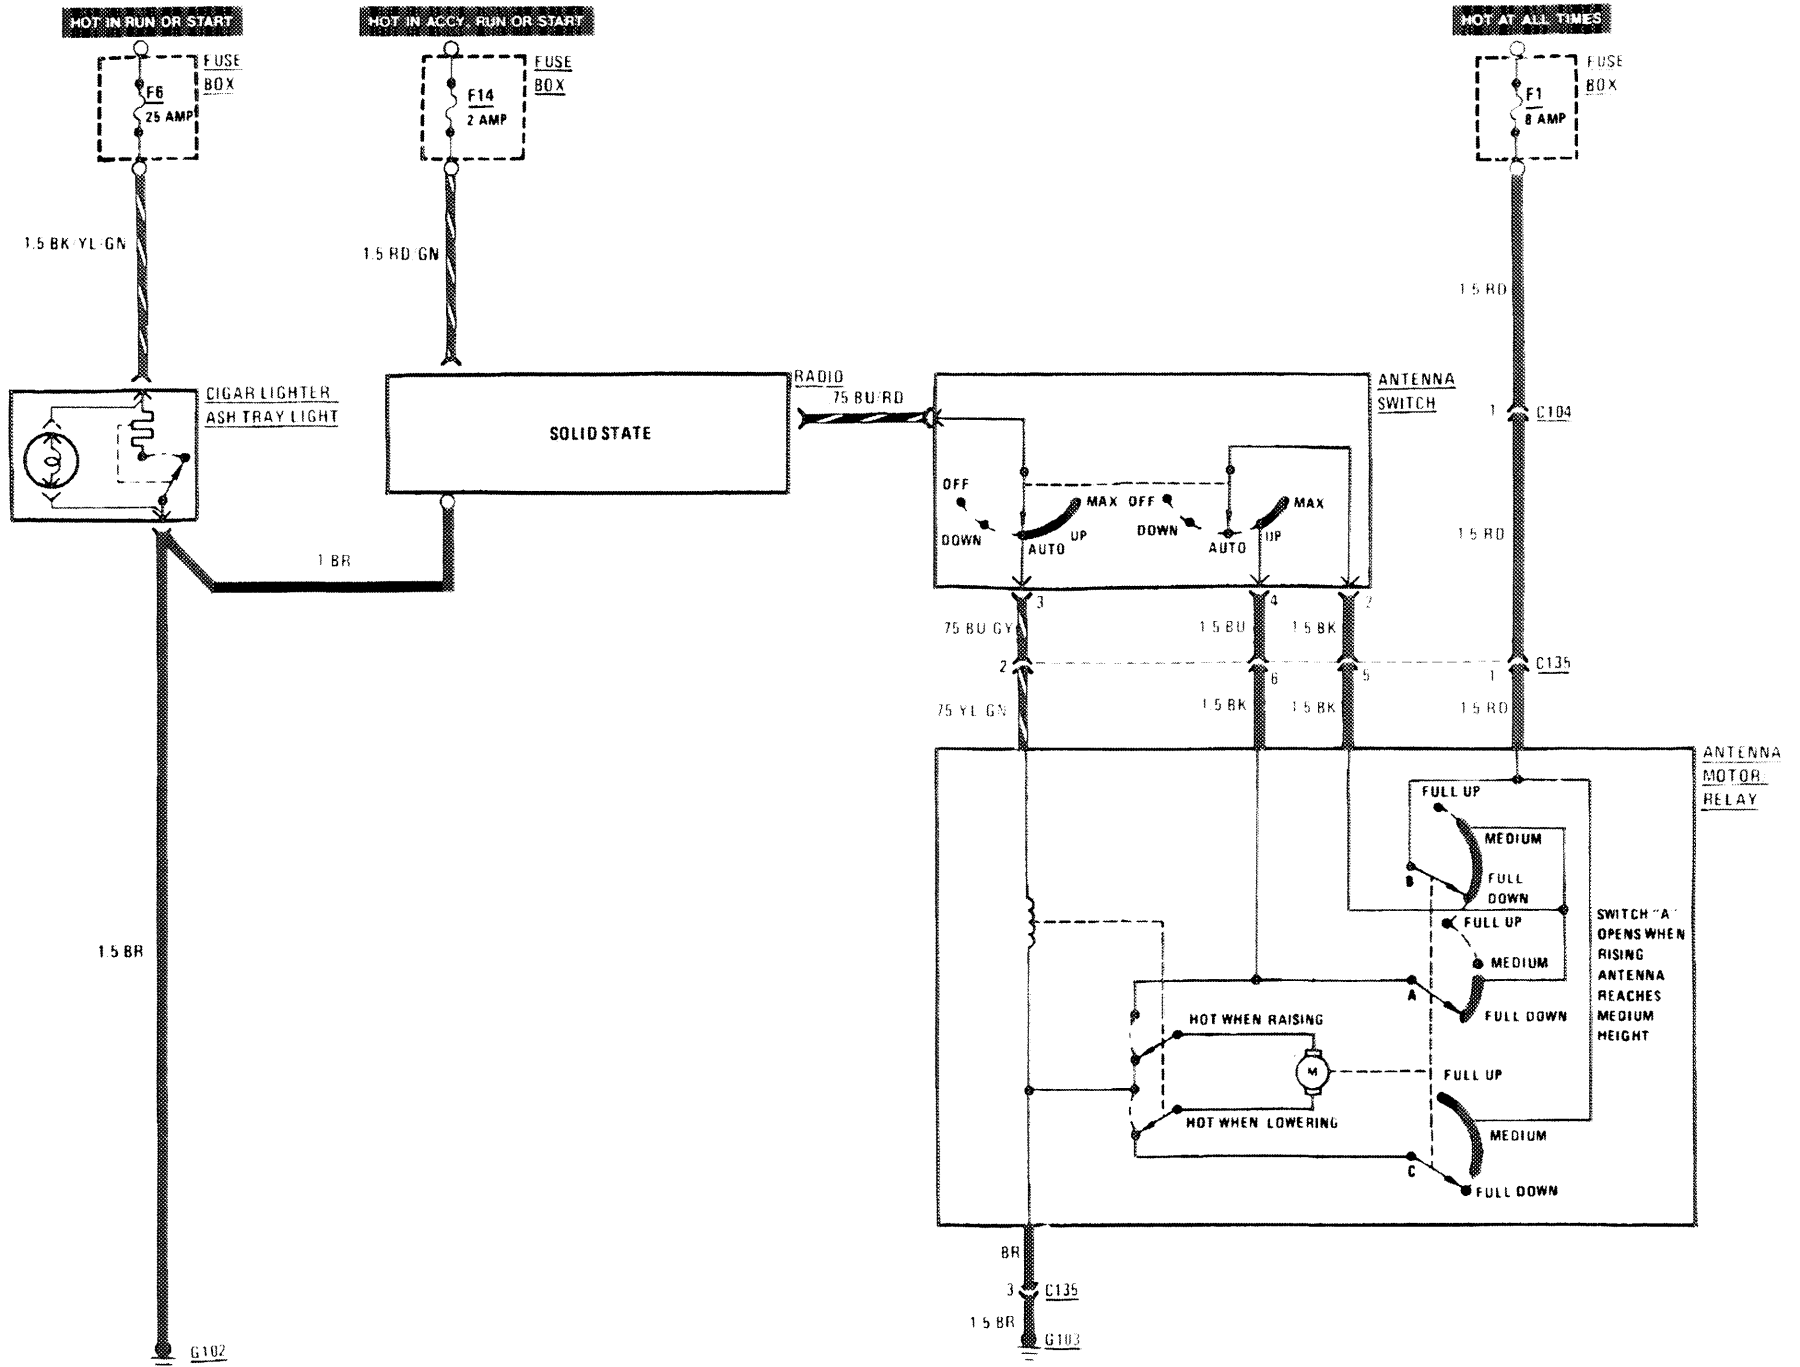 HOT IN RUN OR START
HOT IN ACCY, RUN OR START
HOT AT ALL TIMES
FUSE
BOX
F6
25 AMP
FUSE
BOX
F14
2 AMP
FUSE
BOX
F1
8 AMP
1.5 BK/YL-GN
1.5 RD/GN
1.5 RD
CIGAR LIGHTER
ASH TRAY LIGHT
RADIO
SOLID STATE
75 BU/RD
ANTENNA
SWITCH
1
C104
OFF
DOWN
AUTO
UP
MAX
OFF
DOWN
AUTO
UP
MAX
1.5 RD
1 BR
3
4
2
75 BU GY
1.5 BU
1.5 BK
2
6
5
1
C135
75 YL GN
1.5 BK
1.5 BK
1.5 RD
ANTENNA
MOTOR
RELAY
FULL UP
MEDIUM
B
FULL
DOWN
FULL UP
MEDIUM
A
FULL DOWN
SWITCH "A"
OPENS WHEN
RISING
ANTENNA
REACHES
MEDIUM
HEIGHT
1.5 BR
HOT WHEN RAISING
M
HOT WHEN LOWERING
FULL UP
MEDIUM
C
FULL DOWN
BR
3
C135
1.5 BR
G103
G102